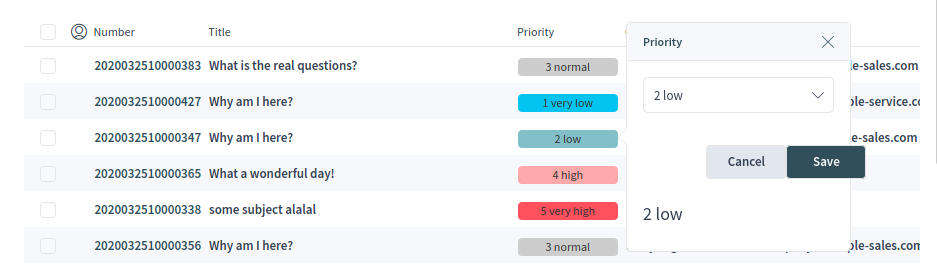 Number Title Priority
2020032510000383 What is the real questions? 3 normal le-sales.com
2020032510000427 Why am I here? 1 very low ple-service.co
2020032510000347 Why am I here? 2 low e-sales.com
2020032510000365 What a wonderful day! 4 high
2020032510000338 some subject alalal 5 very high
2020032510000356 Why am I here? 3 normal ple-sales.com
Priority
2 low
Cancel Save
2 low